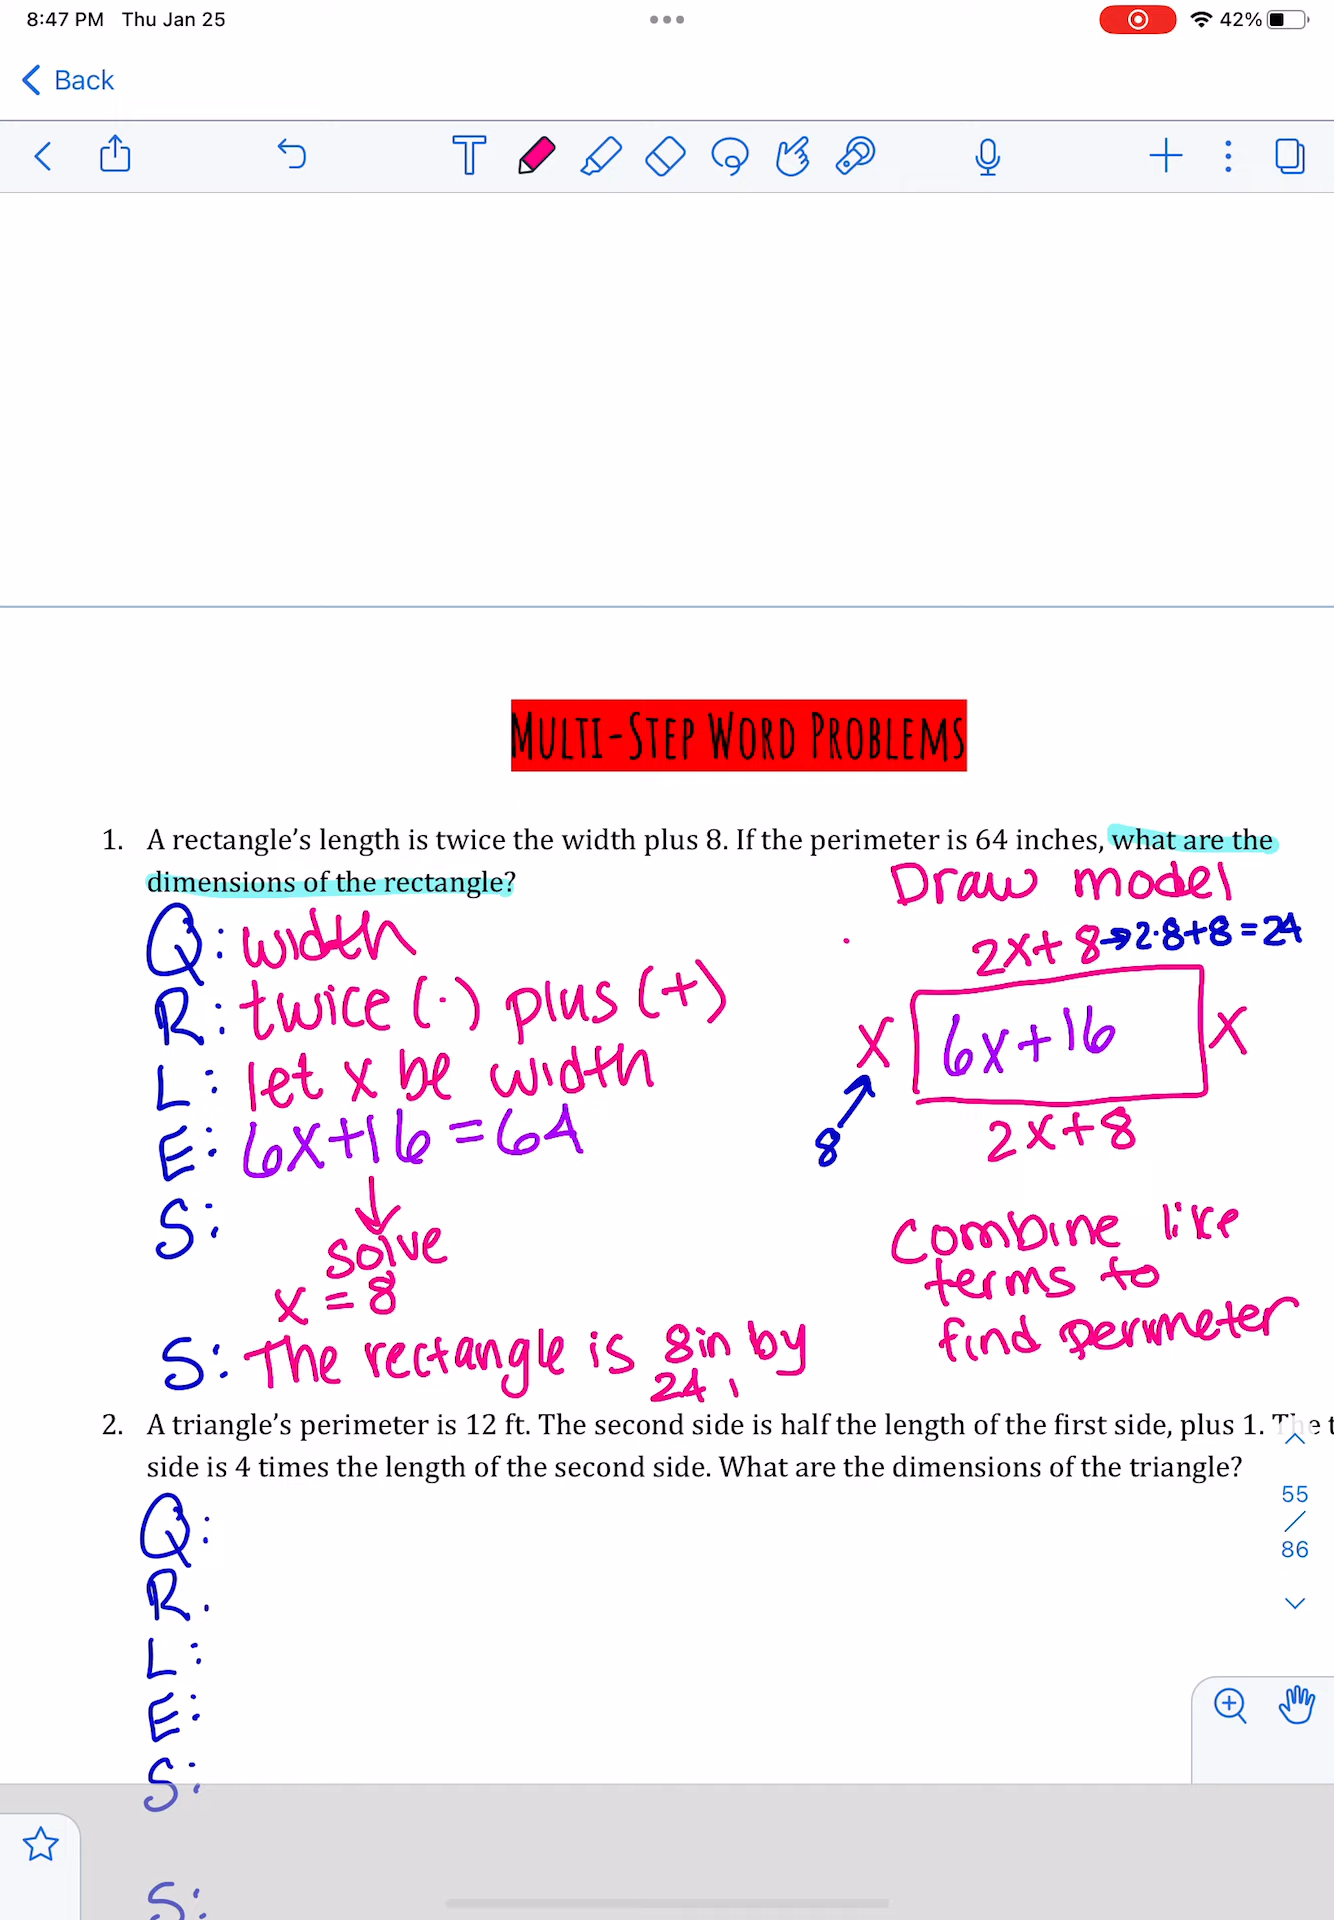 8:47 PM Thu Jan 25
42%
Back
MULTI-STEP WORD PROBLEMS
1. A rectangle’s length is twice the width plus 8. If the perimeter is 64 inches, what are the
dimensions of the rectangle?
Draw model
Q: width
2x+8→2·8+8=24
R: twice (·) plus (+)
x 6x+16 x
L: let x be width
8
2x+8
E: 6x+16=64
S:
solve
x=8
Combine like
terms to
find perimeter
S: The rectangle is 8in by
24
2. A triangle’s perimeter is 12 ft. The second side is half the length of the first side, plus 1. The t
side is 4 times the length of the second side. What are the dimensions of the triangle?
55
/
86
Q:
R.
L:
E:
S:
S: